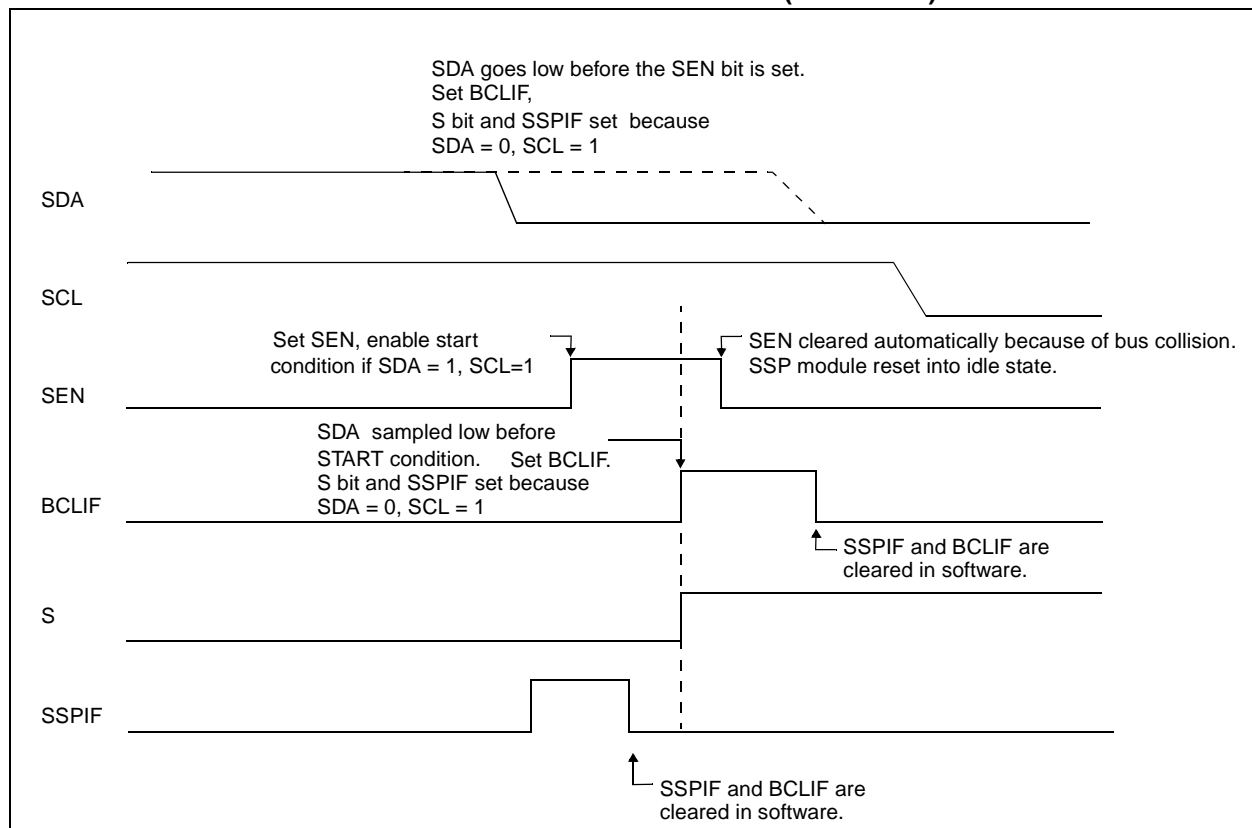 SDA goes low before the SEN bit is set.
Set BCLIF,
S bit and SSPIF set because
SDA = 0, SCL = 1
SDA
SCL
Set SEN, enable start
condition if SDA = 1, SCL=1
SEN cleared automatically because of bus collision.
SSP module reset into idle state.
SEN
SDA sampled low before
START condition. Set BCLIF.
S bit and SSPIF set because
SDA = 0, SCL = 1
BCLIF
SSPIF and BCLIF are
cleared in software.
S
SSPIF
SSPIF and BCLIF are
cleared in software.